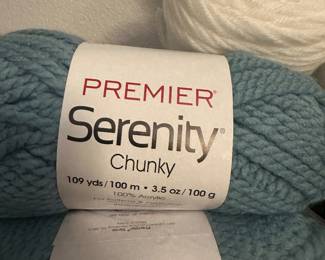 PREMIER®
Serenity®
Chunky
109 yds/100 m • 3.5 oz/100 g
100% Acrylic